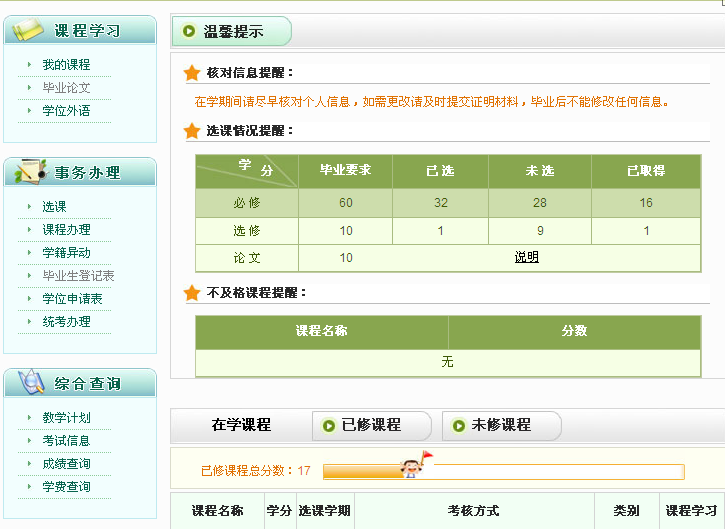 课程学习
我的课程
毕业论文
学位外语
事务办理
选课
课程办理
学籍异动
毕业生登记表
学位申请表
统考办理
综合查询
教学计划
考试信息
成绩查询
学费查询
温馨提示
核对信息提醒：
在学期间请尽早核对个人信息，如需更改请及时提交证明材料，毕业后不能修改任何信息。
选课情况提醒：
学 分 毕业要求 已选 未选 已取得
必修 60 32 28 16
选修 10 1 9 1
论文 10 说明
不及格课程提醒：
课程名称 分数
无
在学课程 已修课程 未修课程
已修课程总分数：17
课程名称 学分 选课学期 考核方式 类别 课程学习